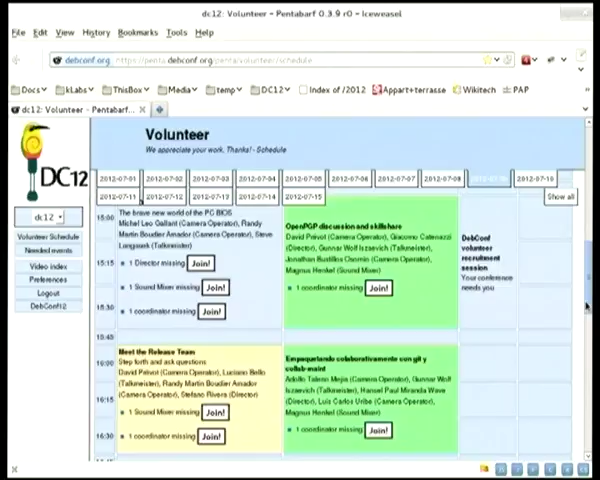 dc12: Volunteer - Pentabarf 0.3.9 r0 - Iceweasel
File Edit View History Bookmarks Tools Help
debconf.org https://penta.debconf.org/penta/volunteer/schedule
Docs kLabs ThisBox Media temp DC12 Index of /2012 Appart+terrasse Wikitech PAP
dc12: Volunteer - Pentabarf...
Volunteer
We appreciate your work. Thanks! - Schedule
DC12
dc12
Volunteer Schedule
Needed events
Video index
Preferences
Logout
DebConf12
2012-07-01 2012-07-02 2012-07-03 2012-07-04 2012-07-05 2012-07-06 2012-07-07 2012-07-08 2012-07-10
2012-07-11 2012-07-12 2012-07-13 2012-07-14 2012-07-15
Show all
15:00
The brave new world of the PC BIOS
Michel Leo Gallant (Camera Operator), Randy
Martin Boudier Amador (Camera Operator), Steve
Langasek (Talkmeister)
15:15
1 Director missing Join!
1 Sound Mixer missing Join!
15:30
1 coordinator missing Join!
OpenPGP discussion and skillshare
David Prévot (Camera Operator), Giacomo Catenazzi
(Director), Gunnar Wolf Iszaevich (Talkmeister),
Jonathan Bustillos Osornio (Camera Operator),
Magnus Henkel (Sound Mixer)
1 coordinator missing Join!
DebConf
volunteer
recruitment
session
Your conference
needs you
15:45
16:00
Meet the Release Team
Step forth and ask questions
David Prévot (Camera Operator), Luciano Bello
(Talkmeister), Randy Martin Boudier Amador
(Camera Operator), Stefano Rivera (Director)
16:15
1 Sound Mixer missing Join!
16:30
1 coordinator missing Join!
Empaquetando colaborativamente con git y
collab-maint
Adolfo Mejia (Camera Operator), Gunnar Wolf
Iszaevich (Talkmeister), Hansel Paul Miranda Wave
(Director), Luis Carlos Uribe (Camera Operator),
Magnus Henkel (Sound Mixer)
1 coordinator missing Join!